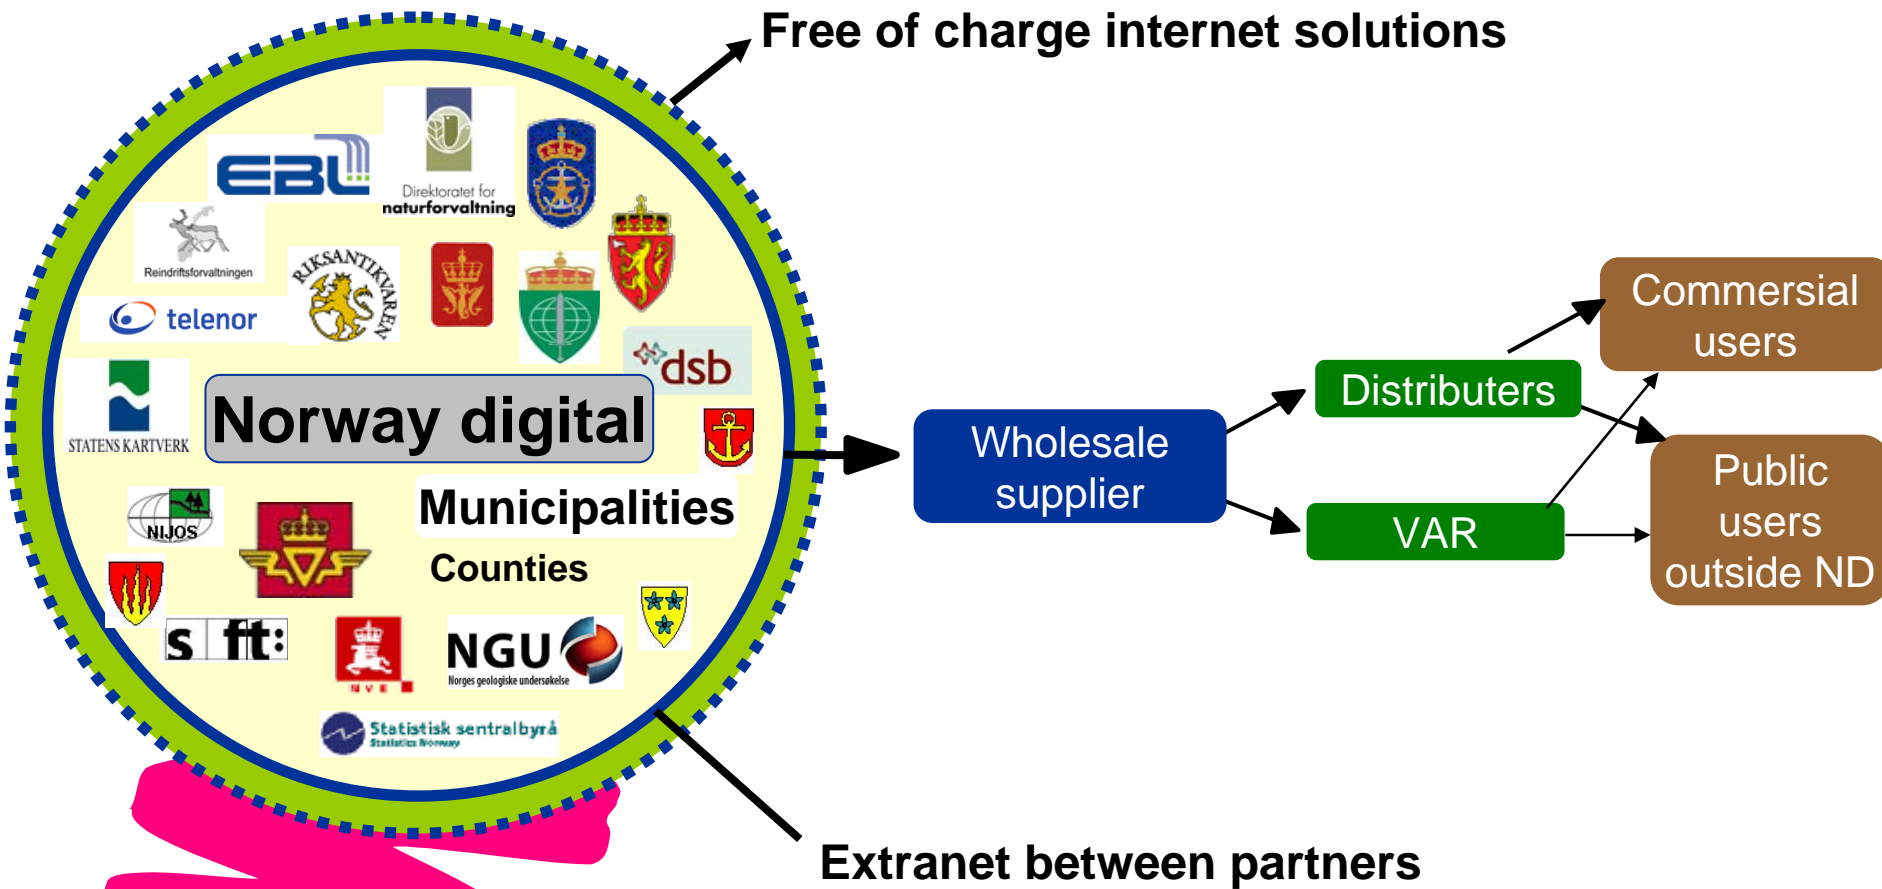 Free of charge internet solutions
EBL
Direktoratet for
naturforvaltning
Reindriftsforvaltningen
RIKSANTIKVAREN
telenor
dsb
STATENS KARTVERK
Norway digital
Municipalities
Counties
NIJOS
s ft:
NVE
NGU
Norges geologiske undersøkelse
Statistisk sentralbyrå
Statistics Norway
Wholesale
supplier
Distributers
VAR
Commersial
users
Public
users
outside ND
Extranet between partners